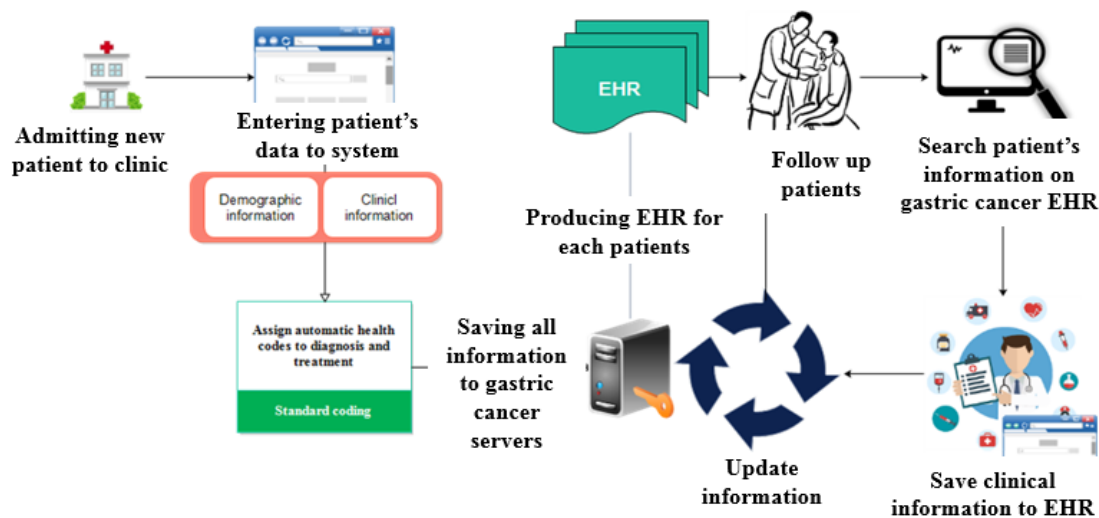 Admitting new
patient to clinic
Entering patient's
data to system
Demographic
information
Clinicl
information
Assign automatic health
codes to diagnosis and
treatment
Standard coding
Saving all
information
to gastric
cancer
servers
Producing EHR for
each patients
EHR
Follow up
patients
Search patient's
information on
gastric cancer EHR
Save clinical
information to EHR
Update
information